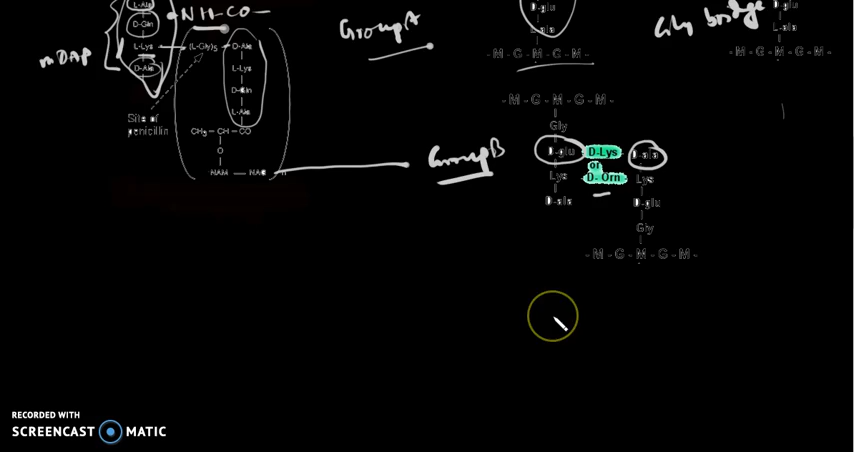 L-Ala
NH-CO-
D-Gln
mDAP
L-Lys
(L-Gly)5
D-Ala
L-Lys
D-Ala
D-Gln
L-Ala
Site of
penicillin
CH3 — CH — CO
O
NAM — NAG
n
Group A
D-glu
L-ala
-M-G-M-G-M-
Gly bridge
L-ala
-M-G-M-G-M-
Group B
-M-G-M-G-M-
Gly
D-glu D-Lys D-ala
or
Lys D- Orn Lys
D-ala D-glu
Gly
-M-G-M-G-M-
RECORDED WITH
SCREENCAST MATIC